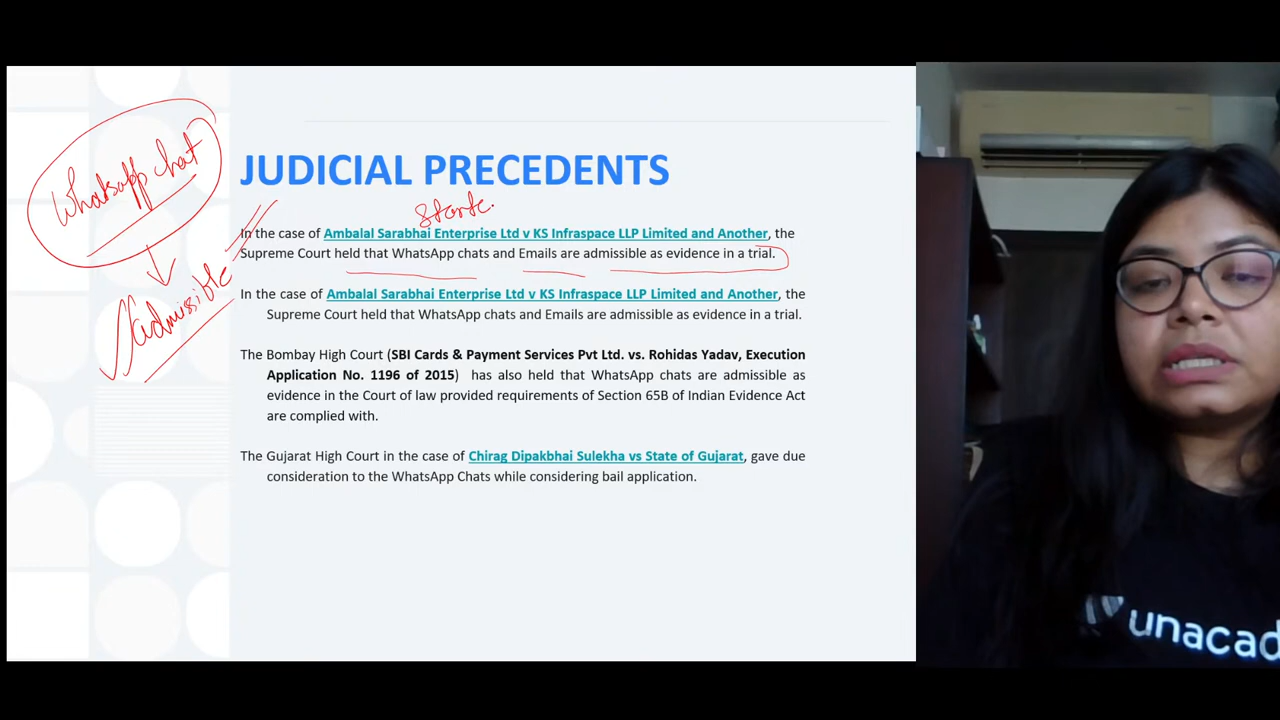 Whatsapp chat
admissible
JUDICIAL PRECEDENTS
In the case of Ambalal Sarabhai Enterprise Ltd v KS Infraspace LLP Limited and Another, the
Supreme Court held that WhatsApp chats and Emails are admissible as evidence in a trial.
In the case of Ambalal Sarabhai Enterprise Ltd v KS Infraspace LLP Limited and Another, the
Supreme Court held that WhatsApp chats and Emails are admissible as evidence in a trial.
The Bombay High Court (SBI Cards & Payment Services Pvt Ltd. vs. Rohidas Yadav, Execution
Application No. 1196 of 2015) has also held that WhatsApp chats are admissible as
evidence in the Court of law provided requirements of Section 65B of Indian Evidence Act
are complied with.
The Gujarat High Court in the case of Chirag Dipakbhai Sulekha vs State of Gujarat, gave due
consideration to the WhatsApp Chats while considering bail application.
unacad